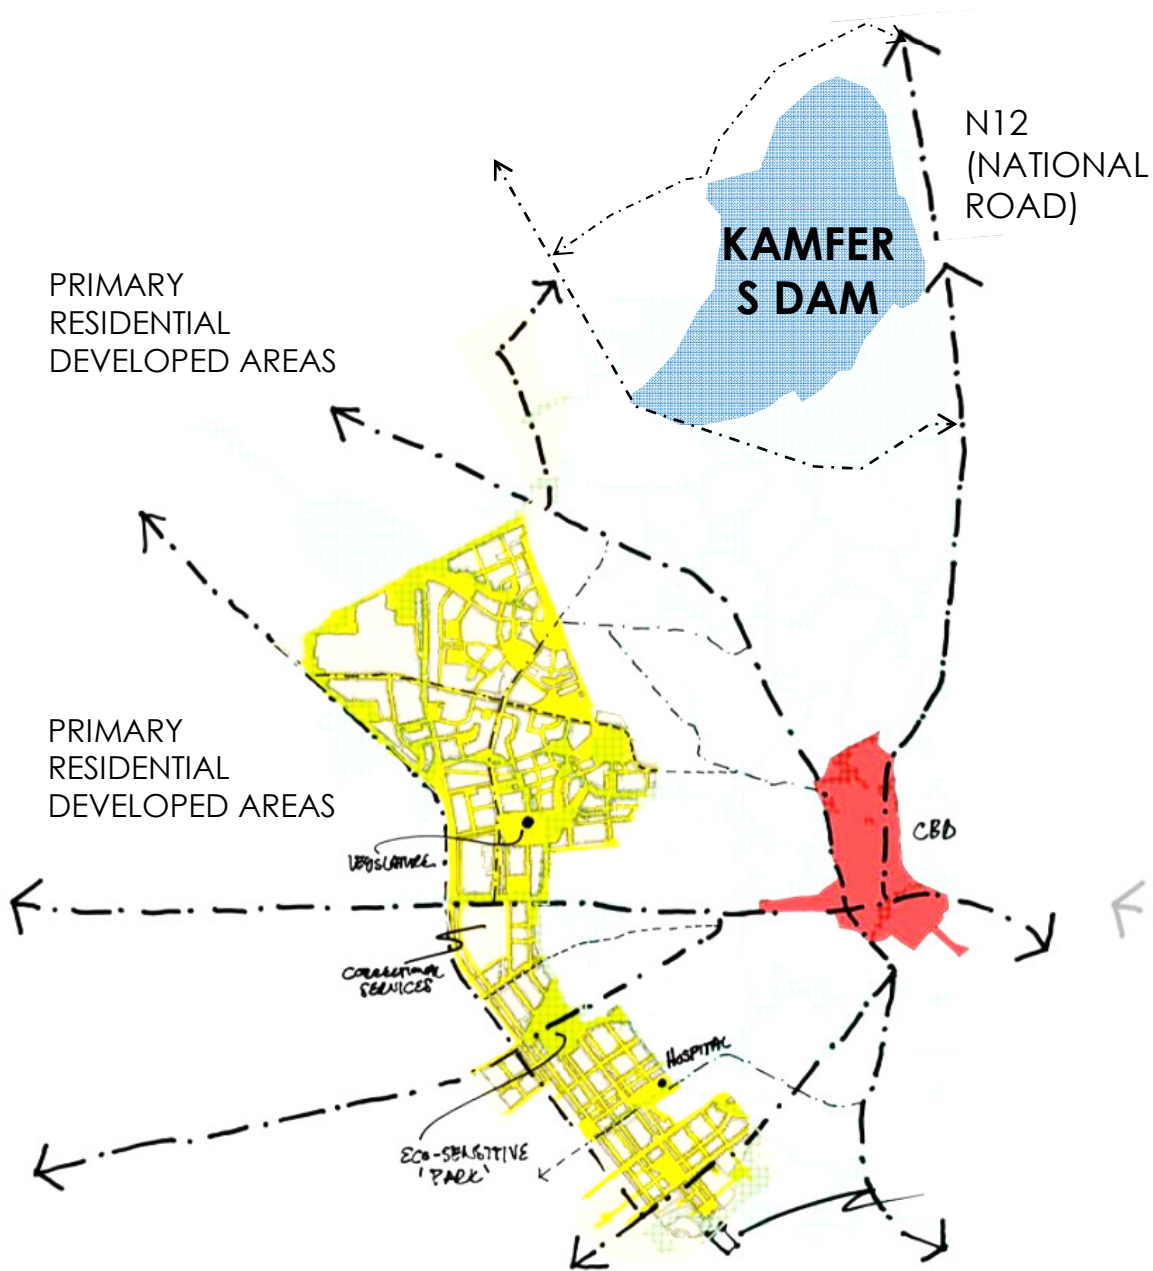 N12
(NATIONAL
ROAD)
KAMFER
S DAM
PRIMARY
RESIDENTIAL
DEVELOPED AREAS
PRIMARY
RESIDENTIAL
DEVELOPED AREAS
CBD
LEGISLATURE
CORRECTIONAL
SERVICES
HOSPITAL
ECO-SENSITIVE
'PARK'